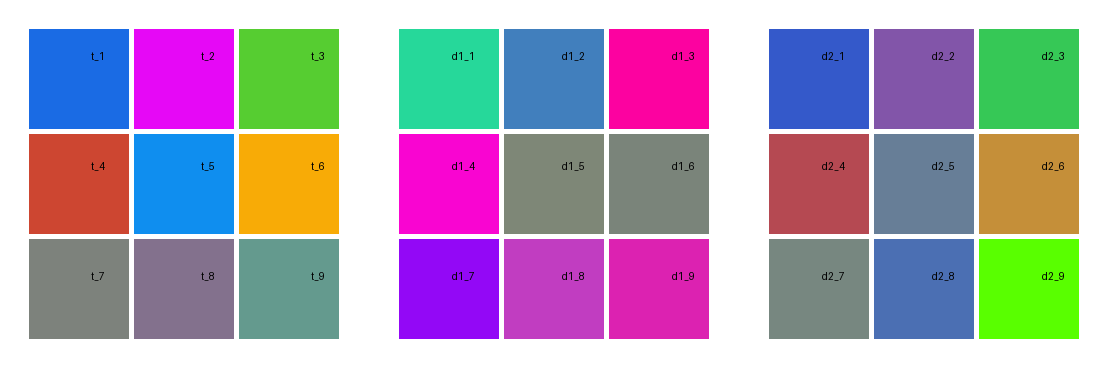 t_1 t_2 t_3 d1_1 d1_2 d1_3 d2_1 d2_2 d2_3
t_4 t_5 t_6 d1_4 d1_5 d1_6 d2_4 d2_5 d2_6
t_7 t_8 t_9 d1_7 d1_8 d1_9 d2_7 d2_8 d2_9